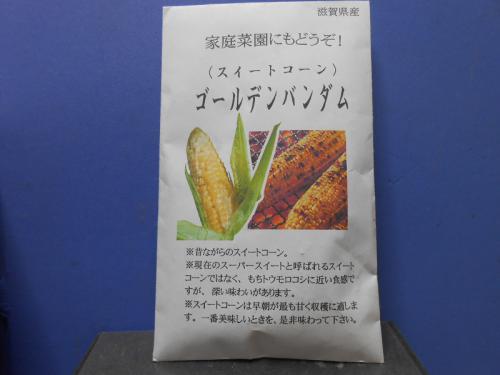 滋賀県産
家庭菜園にもどうぞ!
(スイートコーン)
ゴールデンバンダム
※昔ながらのスイートコーン。
※現在のスーパースイートと呼ばれるスイート
コーンではなく、もちトウモロコシに近い食感で
すが、深い味わいがあります。
※スイートコーンは早朝が最も甘く収穫に適しま
す。一番美味しいときを、是非味わって下さい。